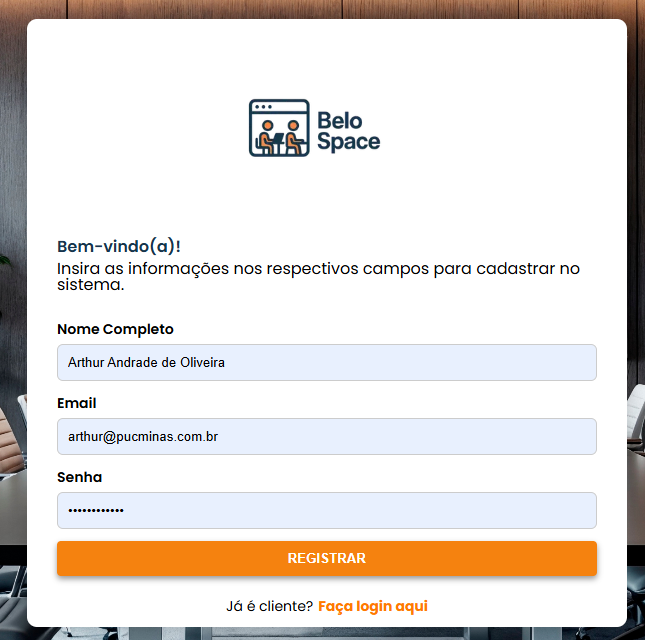 Belo
Space
Bem-vindo(a)!
Insira as informações nos respectivos campos para cadastrar no
sistema.
Nome Completo
Arthur Andrade de Oliveira
Email
arthur@pucminas.com.br
Senha
••••••••••••
REGISTRAR
Já é cliente? Faça login aqui